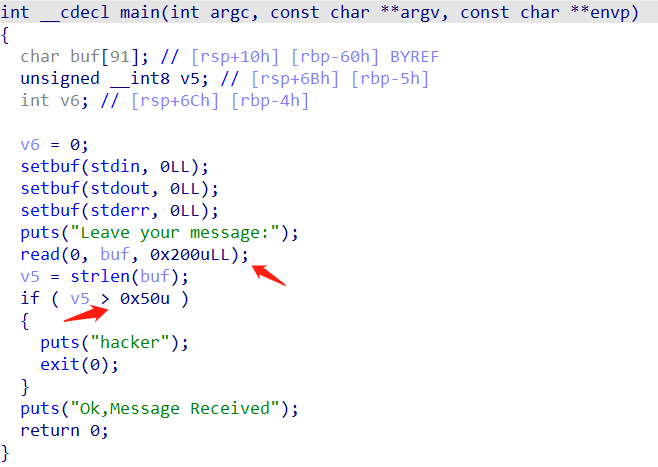 int __cdecl main(int argc, const char **argv, const char **envp)
{
  char buf[91]; // [rsp+10h] [rbp-60h] BYREF
  unsigned __int8 v5; // [rsp+6Bh] [rbp-5h]
  int v6; // [rsp+6Ch] [rbp-4h]

  v6 = 0;
  setbuf(stdin, 0LL);
  setbuf(stdout, 0LL);
  setbuf(stderr, 0LL);
  puts("Leave your message:");
  read(0, buf, 0x200uLL);
  v5 = strlen(buf);
  if ( v5 > 0x50u )
  {
    puts("hacker");
    exit(0);
  }
  puts("Ok,Message Received");
  return 0;
}